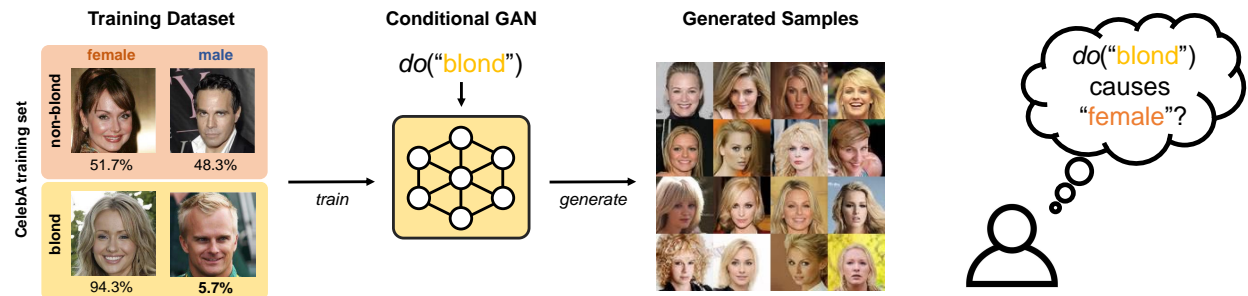 Training Dataset
female
male
CelebA training set
non-blond
51.7%
48.3%
blond
94.3%
5.7%
train
Conditional GAN
do(“blond”)
generate
Generated Samples
do(“blond”)
causes
“female”?